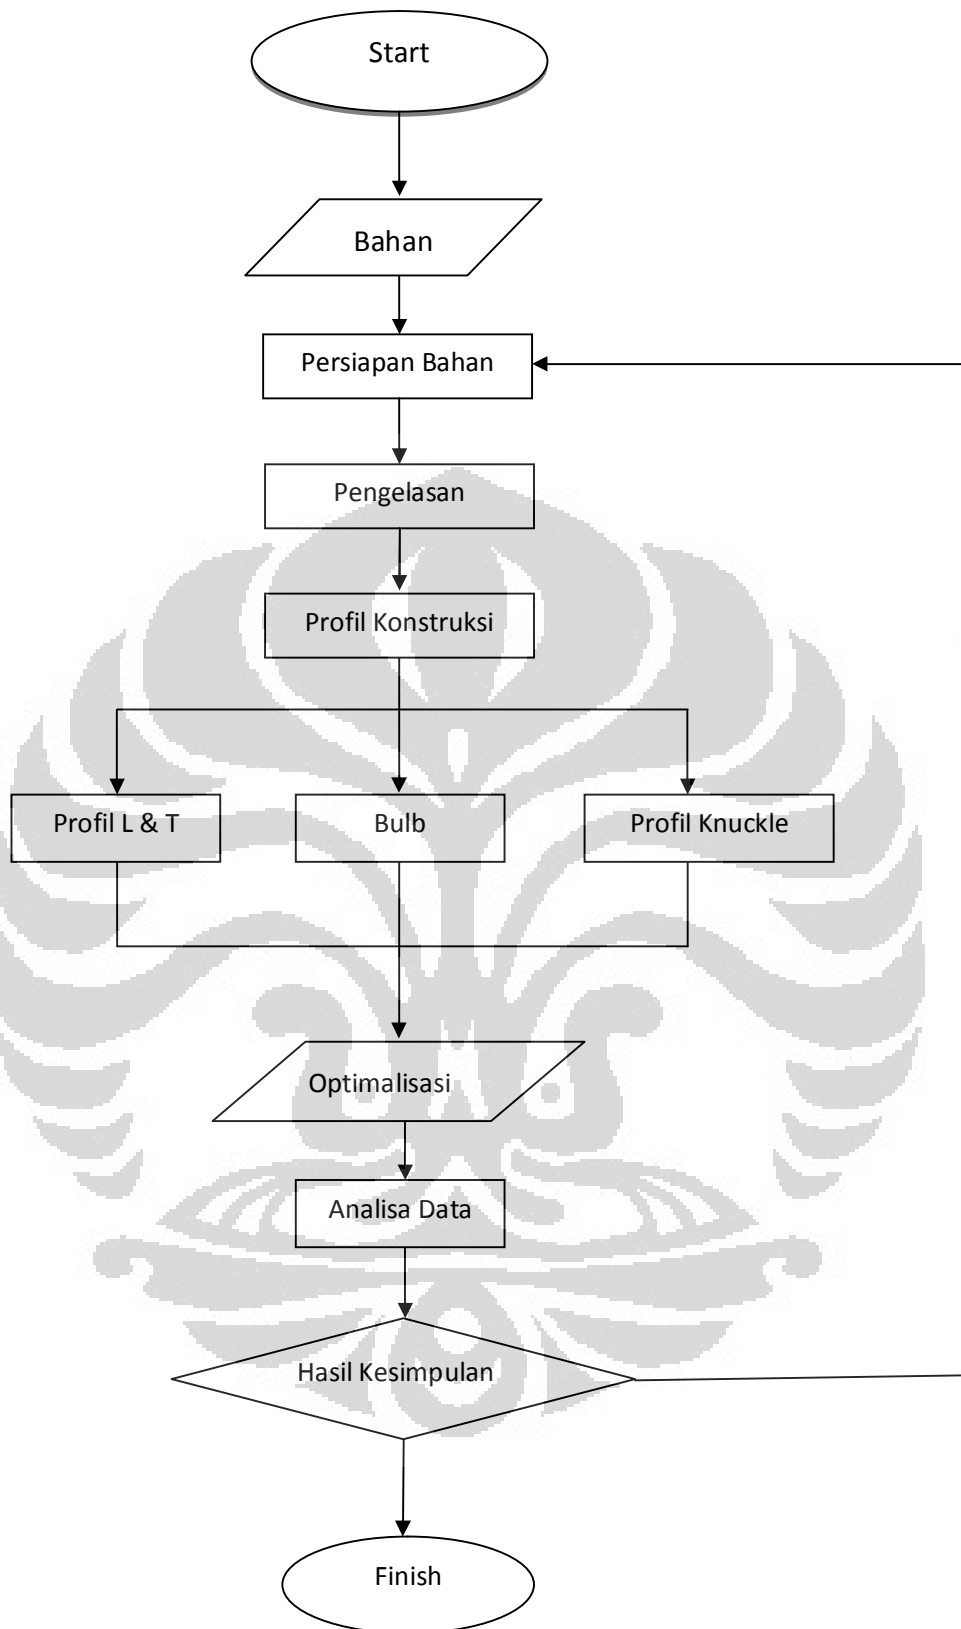 Start
Bahan
Persiapan Bahan
Pengelasan
Profil Konstruksi
Profil L & T
Bulb
Profil Knuckle
Optimalisasi
Analisa Data
Hasil Kesimpulan
Finish